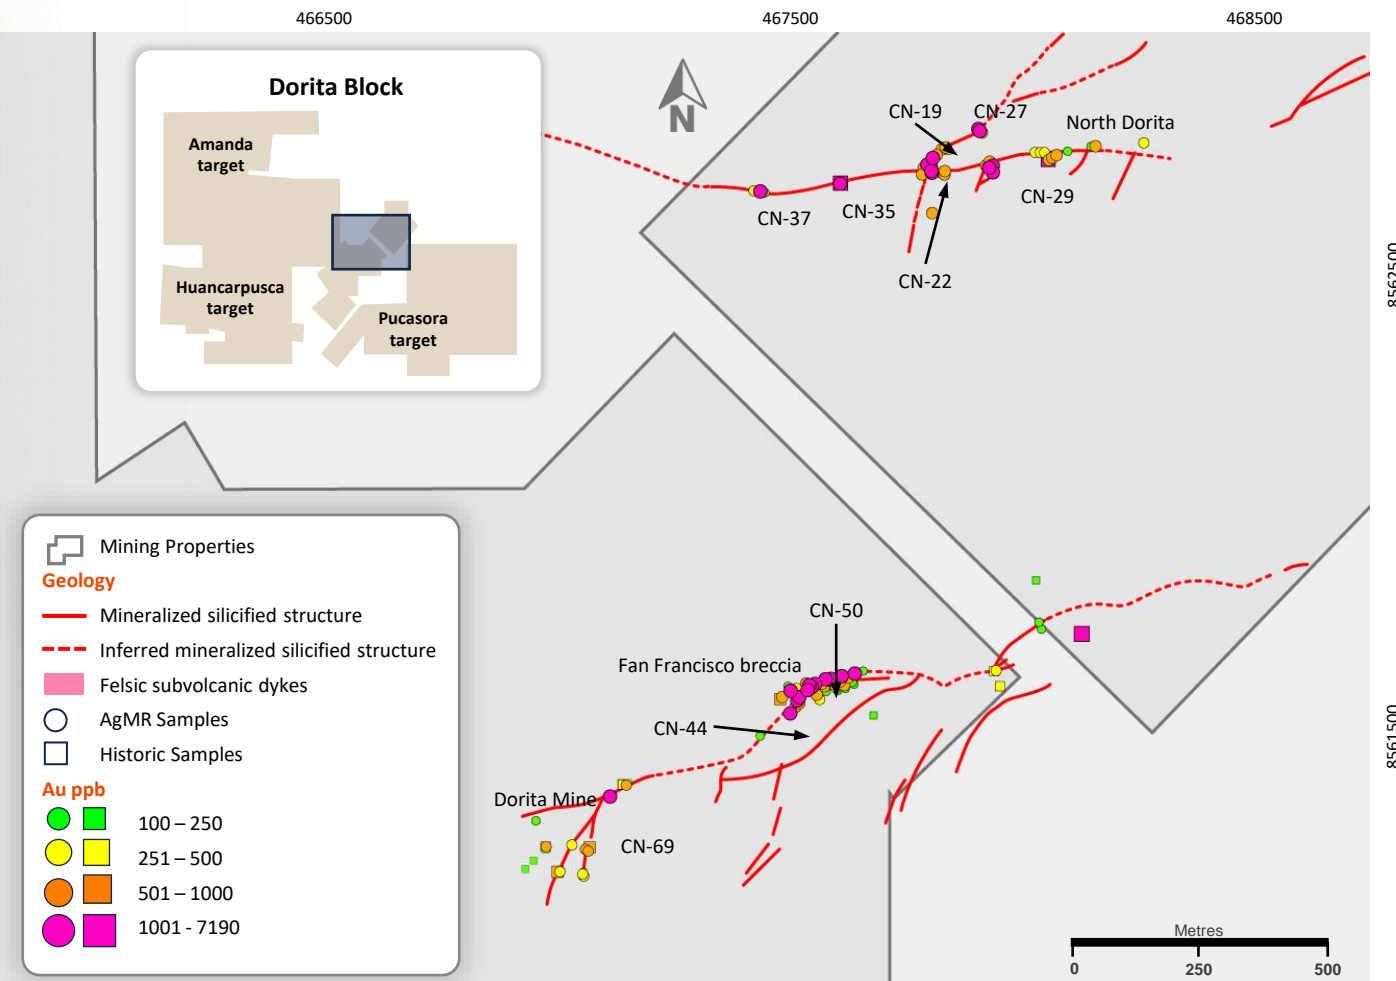 466500
467500
468500
Dorita Block
Amanda
target
Huancarpusca
target
Pucasora
target
N
CN-19
CN-27
North Dorita
CN-37
CN-35
CN-29
CN-22
8562500
Mining Properties
Geology
Mineralized silicified structure
Inferred mineralized silicified structure
Felsic subvolcanic dykes
AgMR Samples
Historic Samples
Au ppb
100 – 250
251 – 500
501 – 1000
1001 - 7190
CN-50
Fan Francisco breccia
CN-44
Dorita Mine
CN-69
8561500
Metres
0
250
500